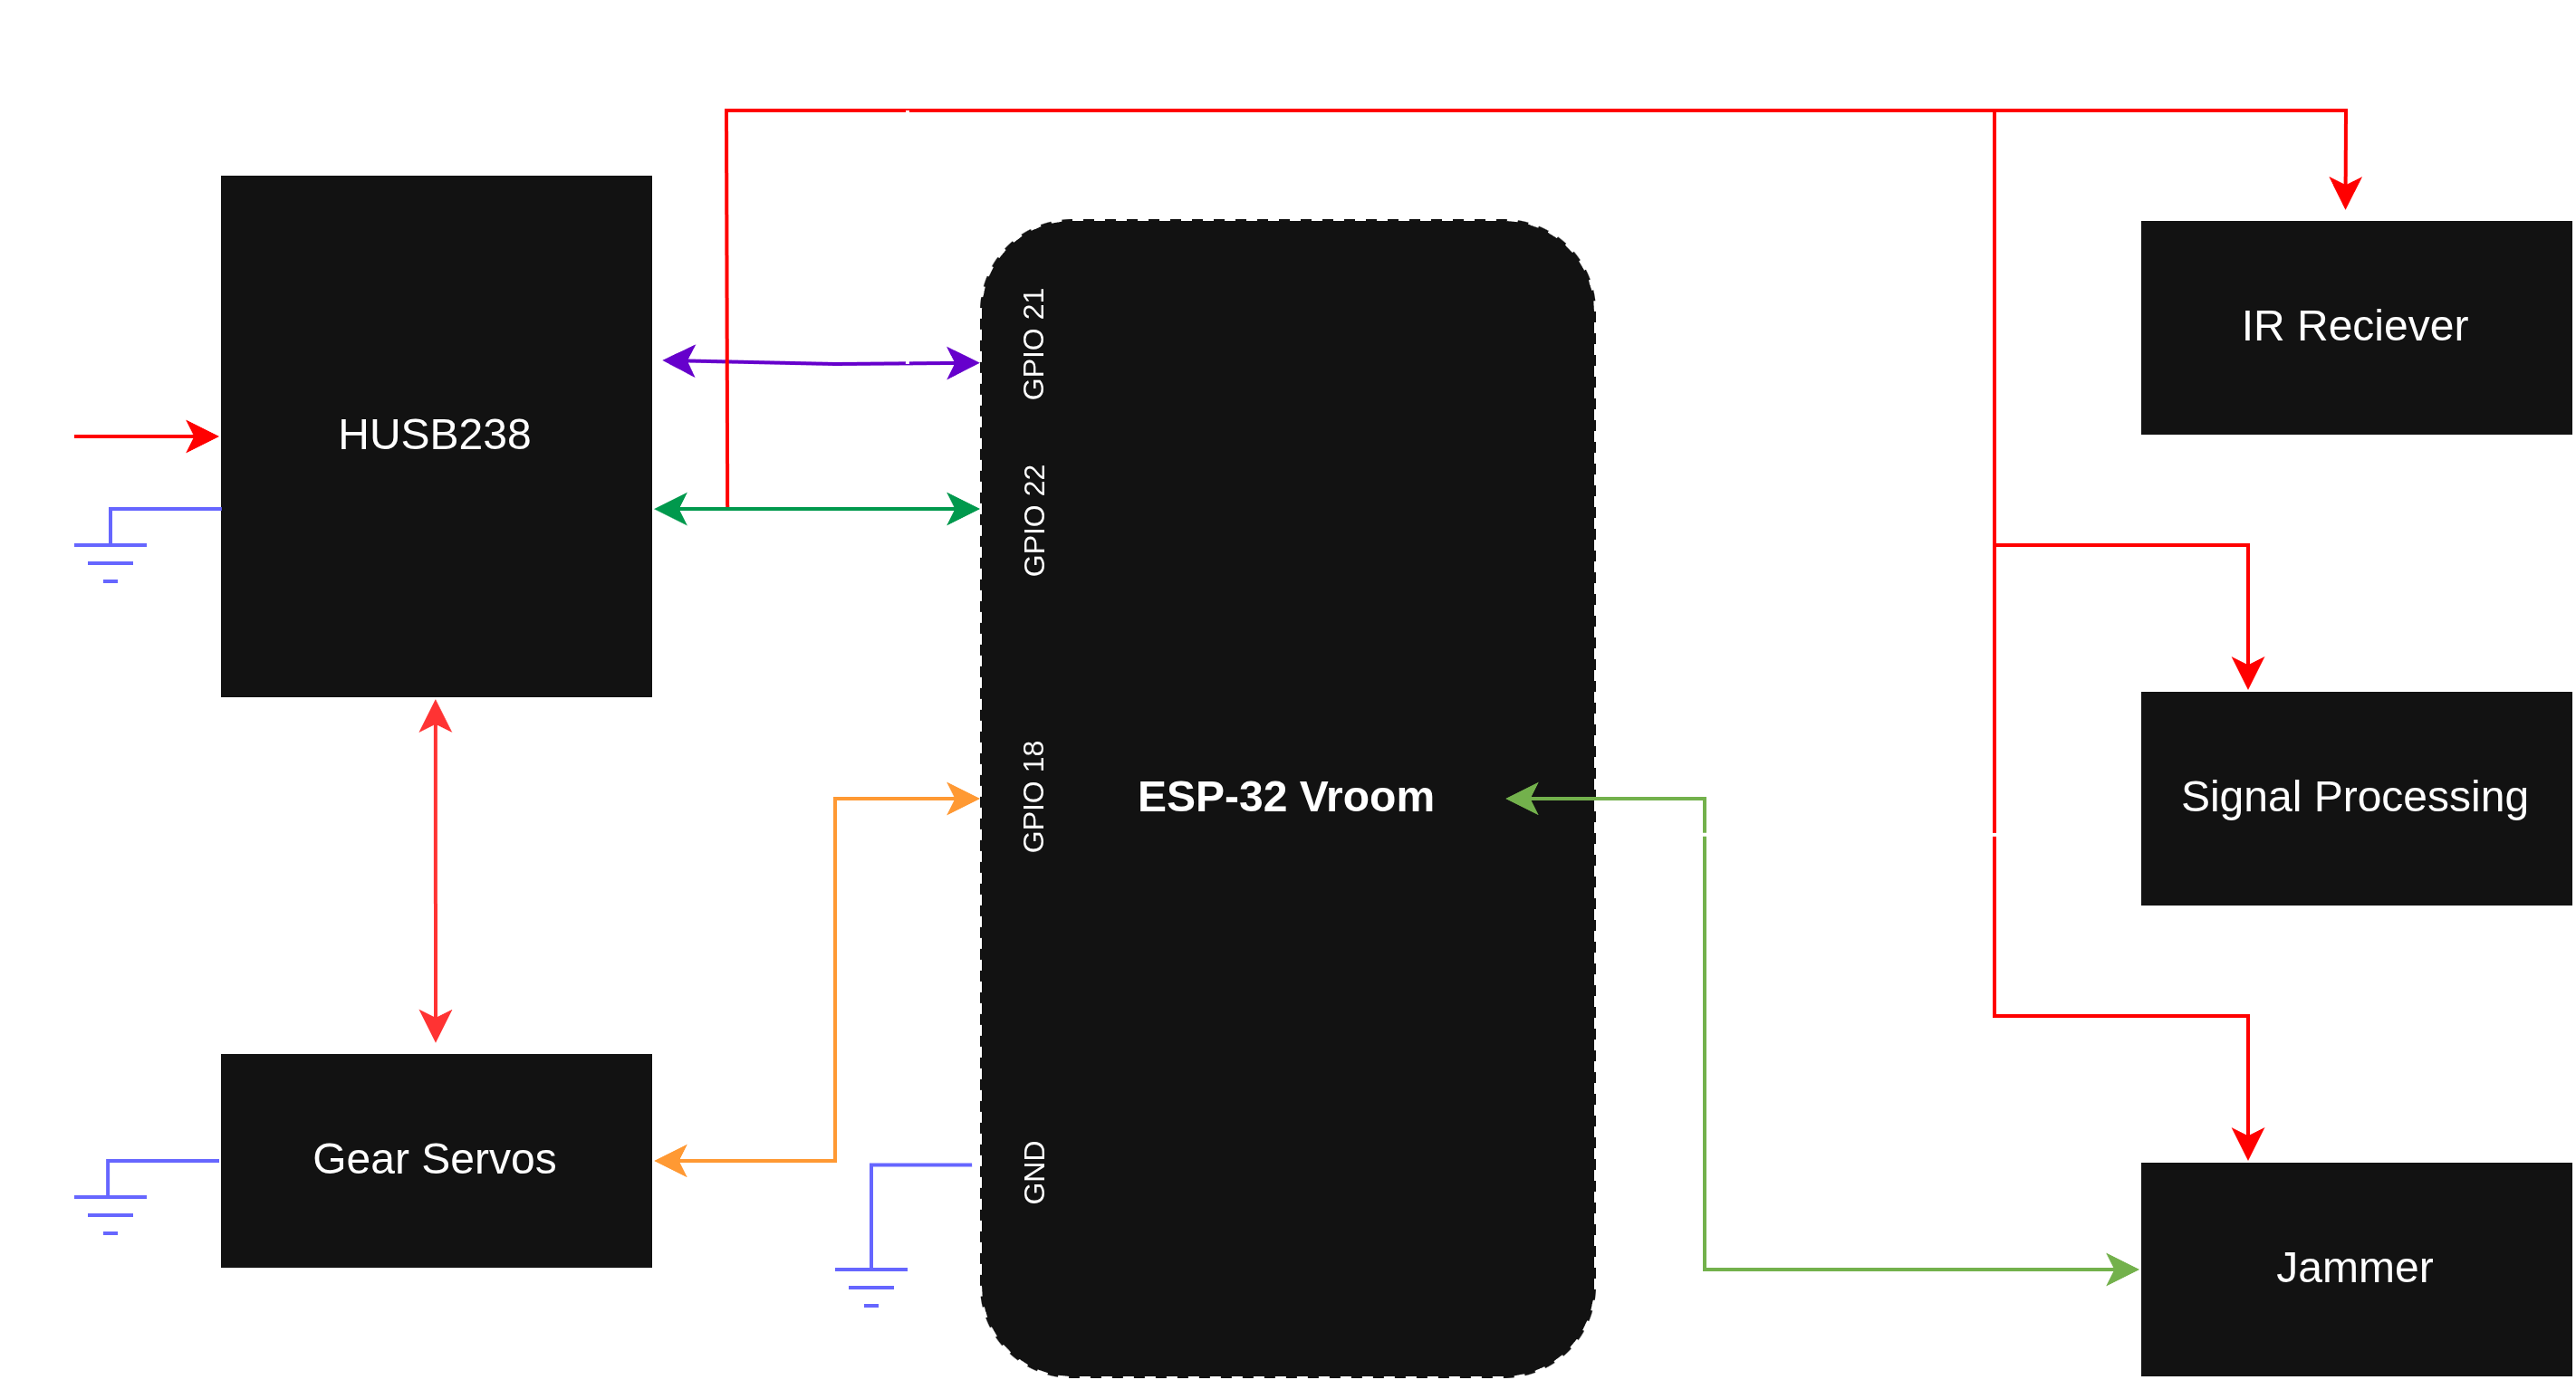 HUSB238
GPIO 21
GPIO 22
GPIO 18
GND
ESP-32 Vroom
IR Reciever
Signal Processing
Gear Servos
Jammer